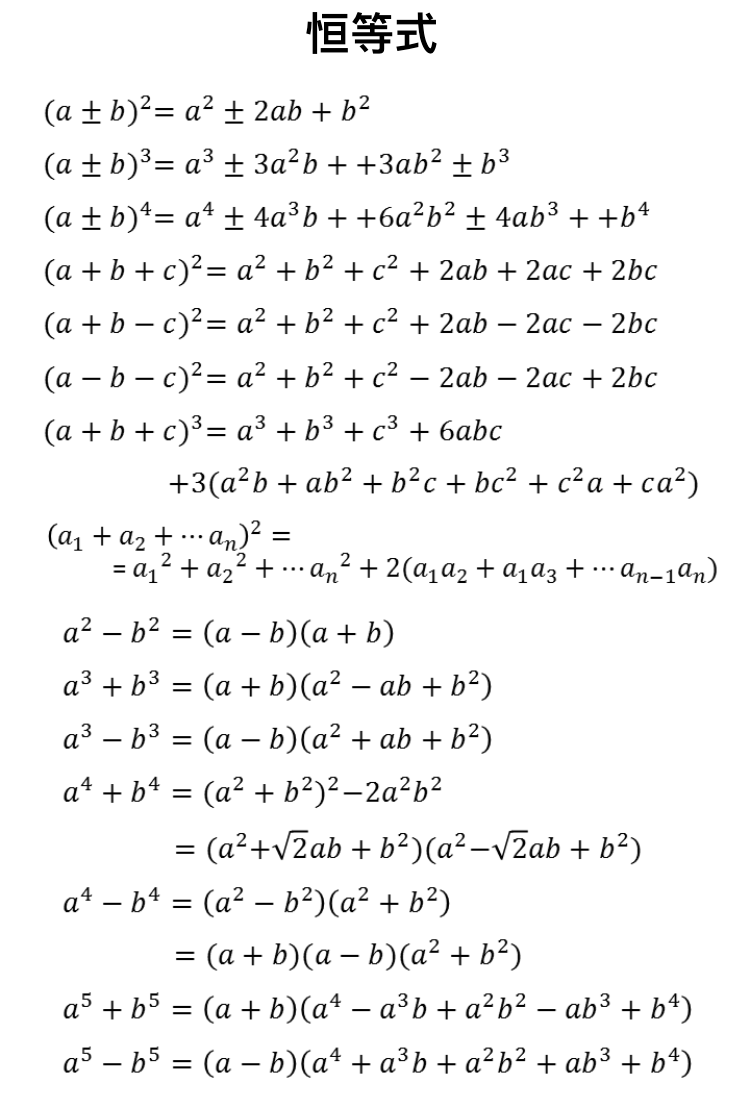 恒等式
(a ± b)²= a² ± 2ab + b²
(a ± b)³= a³ ± 3a²b + +3ab² ± b³
(a ± b)⁴= a⁴ ± 4a³b + +6a²b² ± 4ab³ + +b⁴
(a + b + c)²= a² + b² + c² + 2ab + 2ac + 2bc
(a + b − c)²= a² + b² + c² + 2ab − 2ac − 2bc
(a − b − c)²= a² + b² + c² − 2ab − 2ac + 2bc
(a + b + c)³= a³ + b³ + c³ + 6abc
+3(a²b + ab² + b²c + bc² + c²a + ca²)
(a₁ + a₂ + ⋯ aₙ)² =
= a₁² + a₂² + ⋯ aₙ² + 2(a₁a₂ + a₁a₃ + ⋯ aₙ₋₁aₙ)
a² − b² = (a − b)(a + b)
a³ + b³ = (a + b)(a² − ab + b²)
a³ − b³ = (a − b)(a² + ab + b²)
a⁴ + b⁴ = (a² + b²)²−2a²b²
= (a²+√2ab + b²)(a²−√2ab + b²)
a⁴ − b⁴ = (a² − b²)(a² + b²)
= (a + b)(a − b)(a² + b²)
a⁵ + b⁵ = (a + b)(a⁴ − a³b + a²b² − ab³ + b⁴)
a⁵ − b⁵ = (a − b)(a⁴ + a³b + a²b² + ab³ + b⁴)